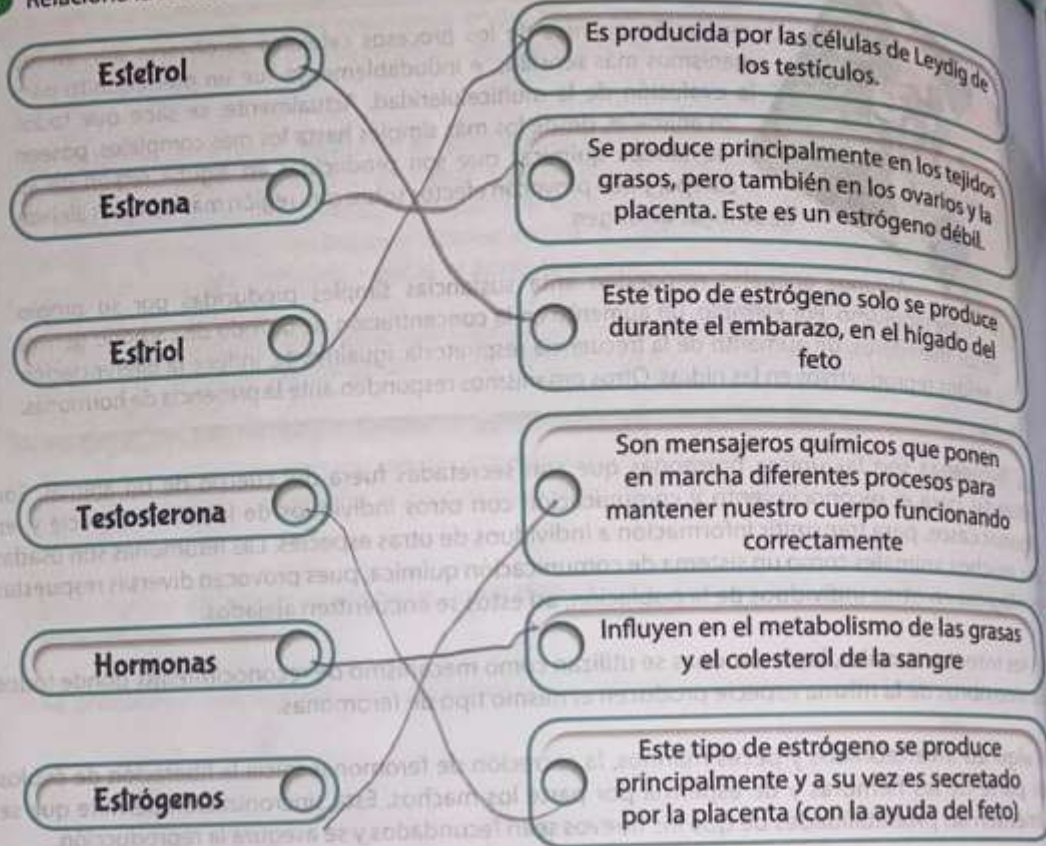 Estetrol
Estrona
Estriol
Testosterona
Hormonas
Estrógenos
Es producida por las células de Leydig de
los testículos.
Se produce principalmente en los tejidos
grasos, pero también en los ovarios y la
placenta. Este es un estrógeno débil.
Este tipo de estrógeno solo se produce
durante el embarazo, en el hígado del
feto
Son mensajeros químicos que ponen
en marcha diferentes procesos para
mantener nuestro cuerpo funcionando
correctamente
Influyen en el metabolismo de las grasas
y el colesterol de la sangre
Este tipo de estrógeno se produce
principalmente y a su vez es secretado
por la placenta (con la ayuda del feto)